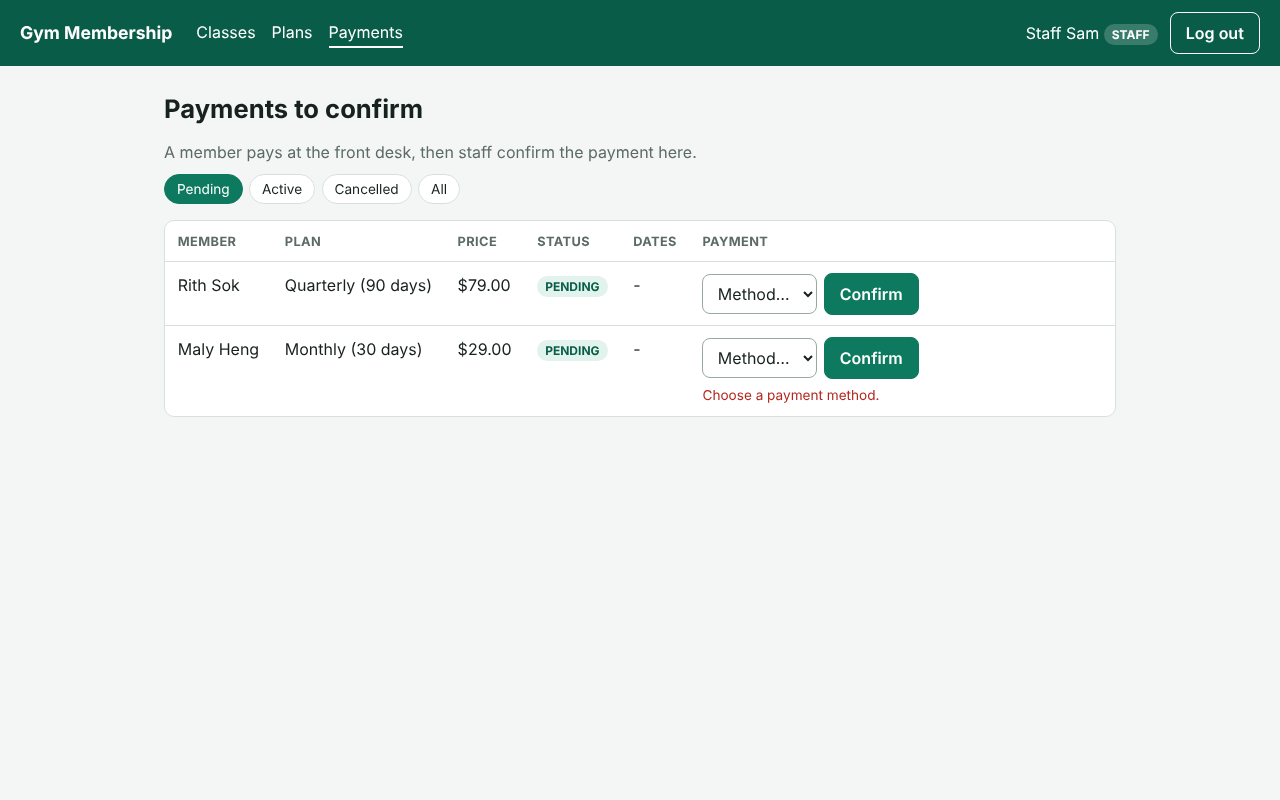 Gym Membership Classes Plans Payments Staff Sam STAFF Log out
Payments to confirm
A member pays at the front desk, then staff confirm the payment here.
Pending Active Cancelled All
MEMBER PLAN PRICE STATUS DATES PAYMENT
Rith Sok Quarterly (90 days) $79.00 PENDING - Method... Confirm
Maly Heng Monthly (30 days) $29.00 PENDING - Method... Confirm
Choose a payment method.